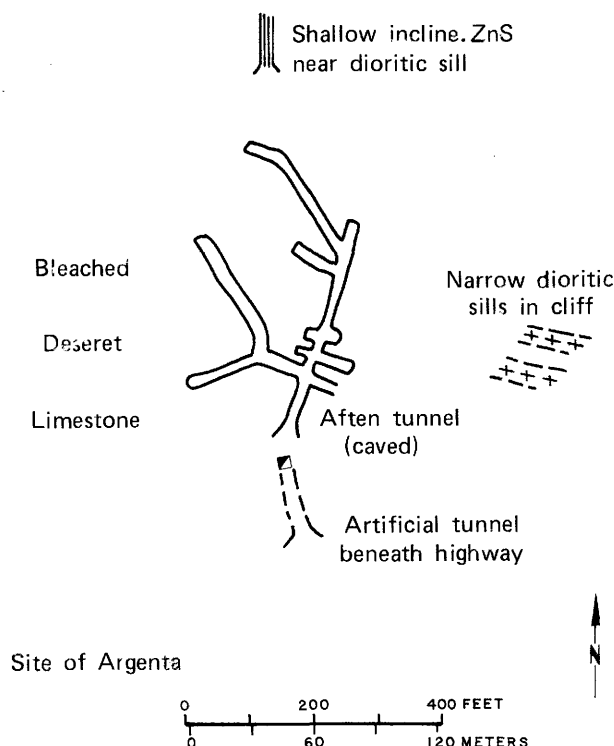 Shallow incline. ZnS
near dioritic sill
Bleached
Narrow dioritic
sills in cliff
Deseret
Limestone
Aften tunnel
(caved)
Artificial tunnel
beneath highway
N
Site of Argenta
0 200 400 FEET
0 60 120 METERS